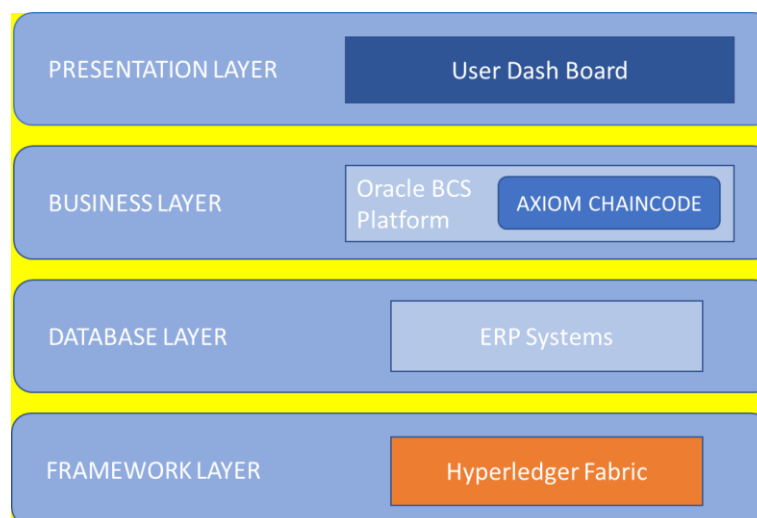 PRESENTATION LAYER
User Dash Board
BUSINESS LAYER
Oracle BCS
Platform
AXIOM CHAINCODE
DATABASE LAYER
ERP Systems
FRAMEWORK LAYER
Hyperledger Fabric